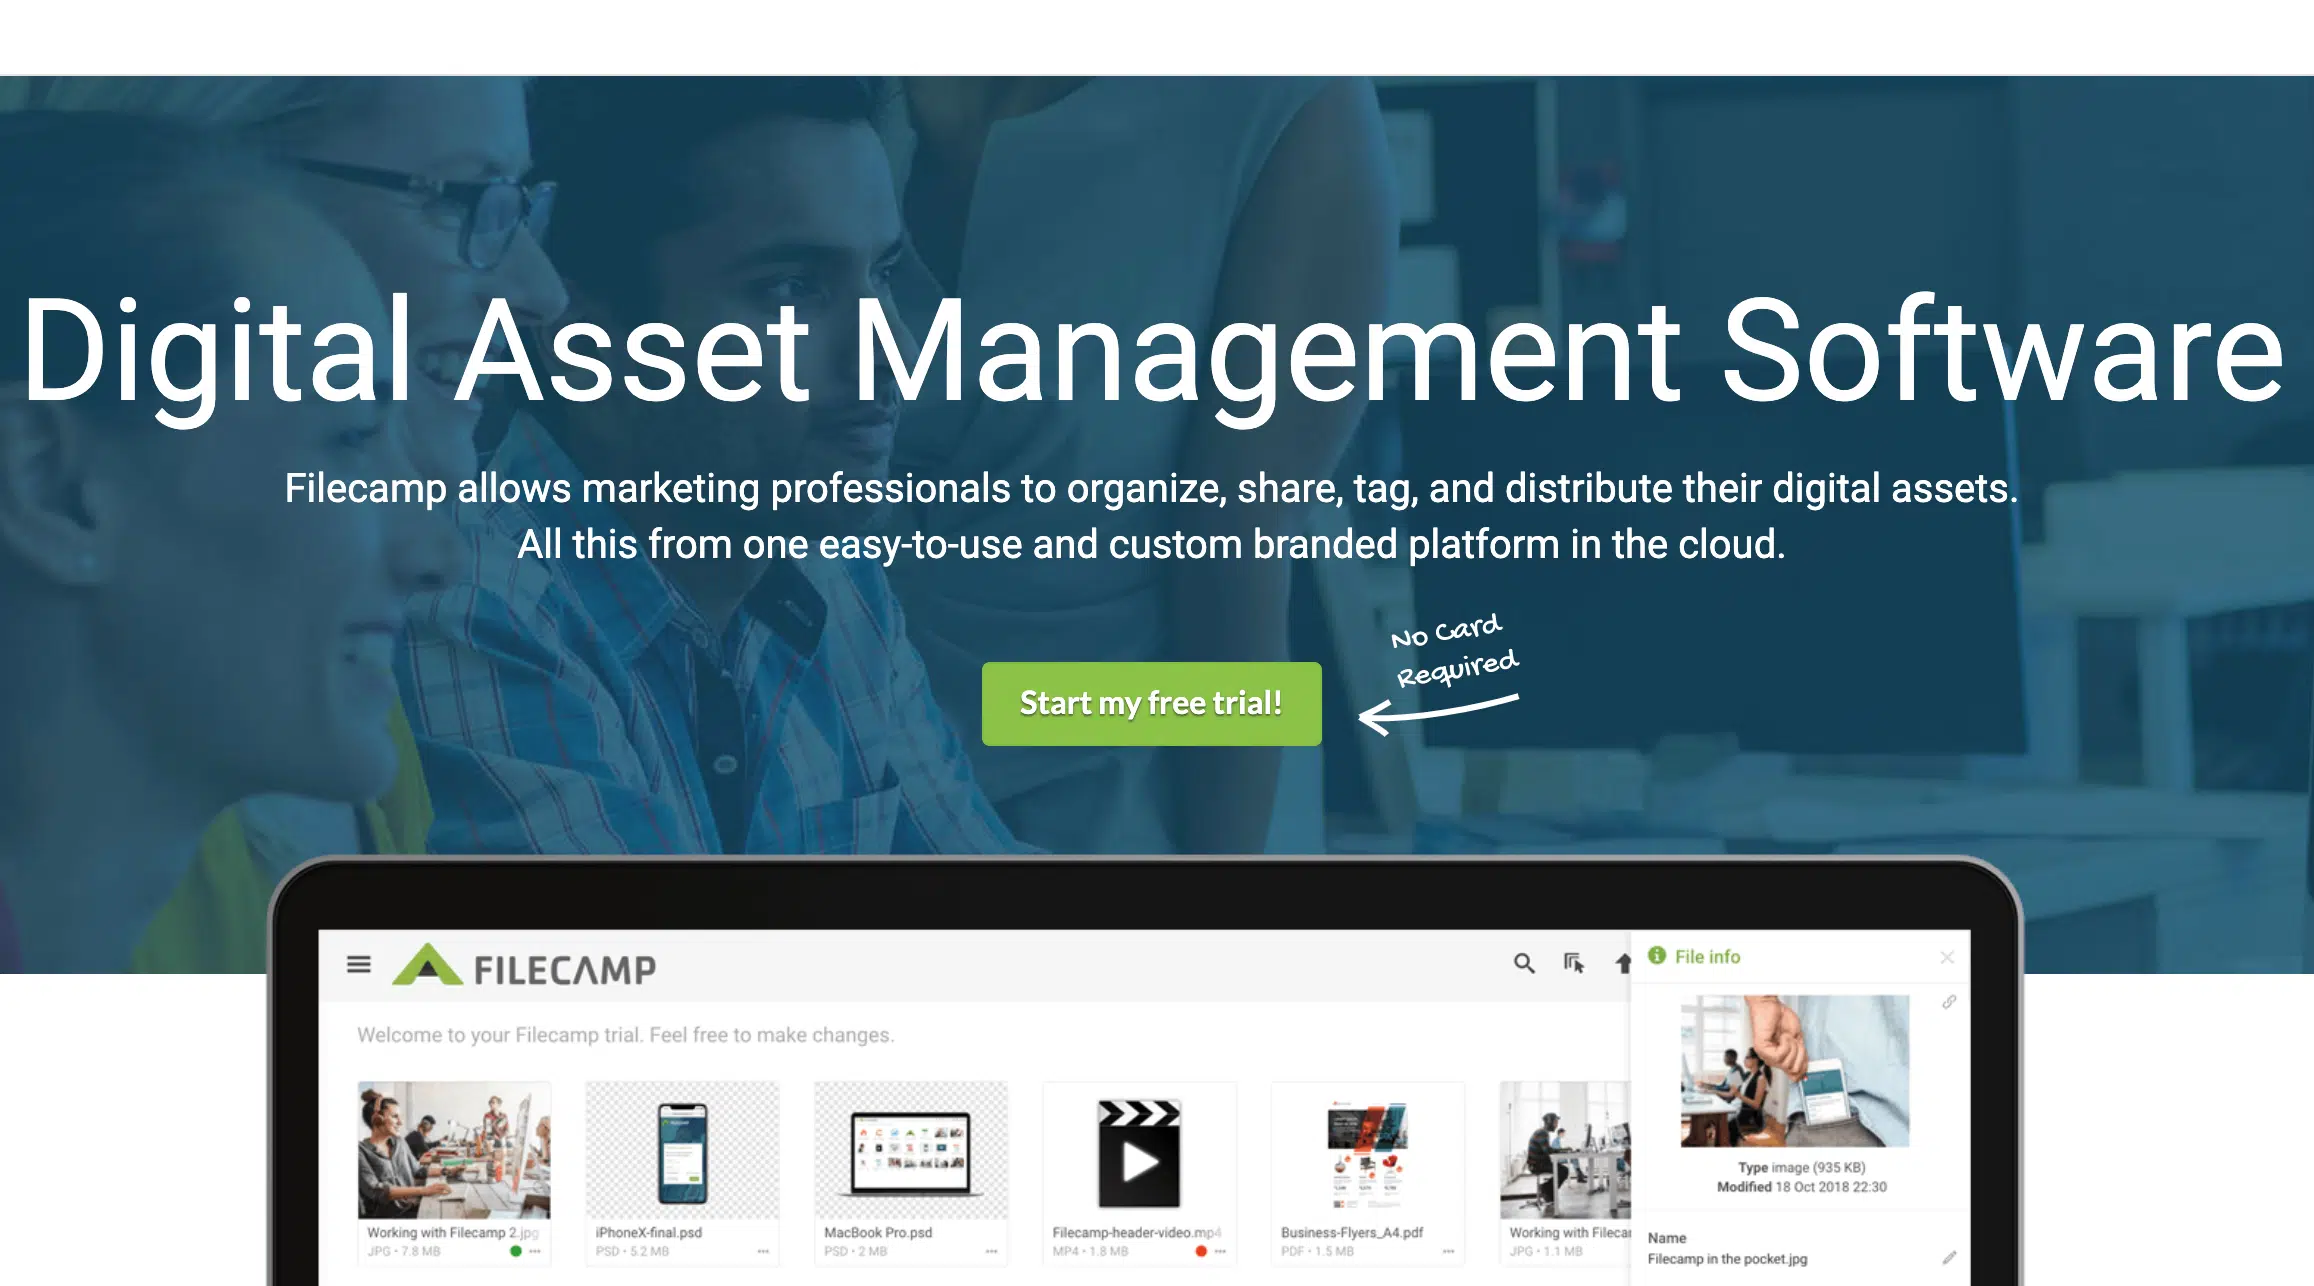 Digital Asset Management Software
Filecamp allows marketing professionals to organize, share, tag, and distribute their digital assets.
All this from one easy-to-use and custom branded platform in the cloud.
No Card
Required
Start my free trial!
FILECAMP
File info
Welcome to your Filecamp trial. Feel free to make changes.
Type image (935 KB)
Modified 18 Oct 2018 22:30
Working with Filecamp 2.jpg
JPG • 7.8 MB
iPhoneX-final.psd
PSD • 5.2 MB
MacBook Pro.psd
PSD • 2 MB
Filecamp-header-video.mp4
MP4 • 1.8 MB
Business-Flyers_A4.pdf
PDF • 1.5 MB
Working with Filecam
JPG • 1.1 MB
Name
Filecamp in the pocket.jpg